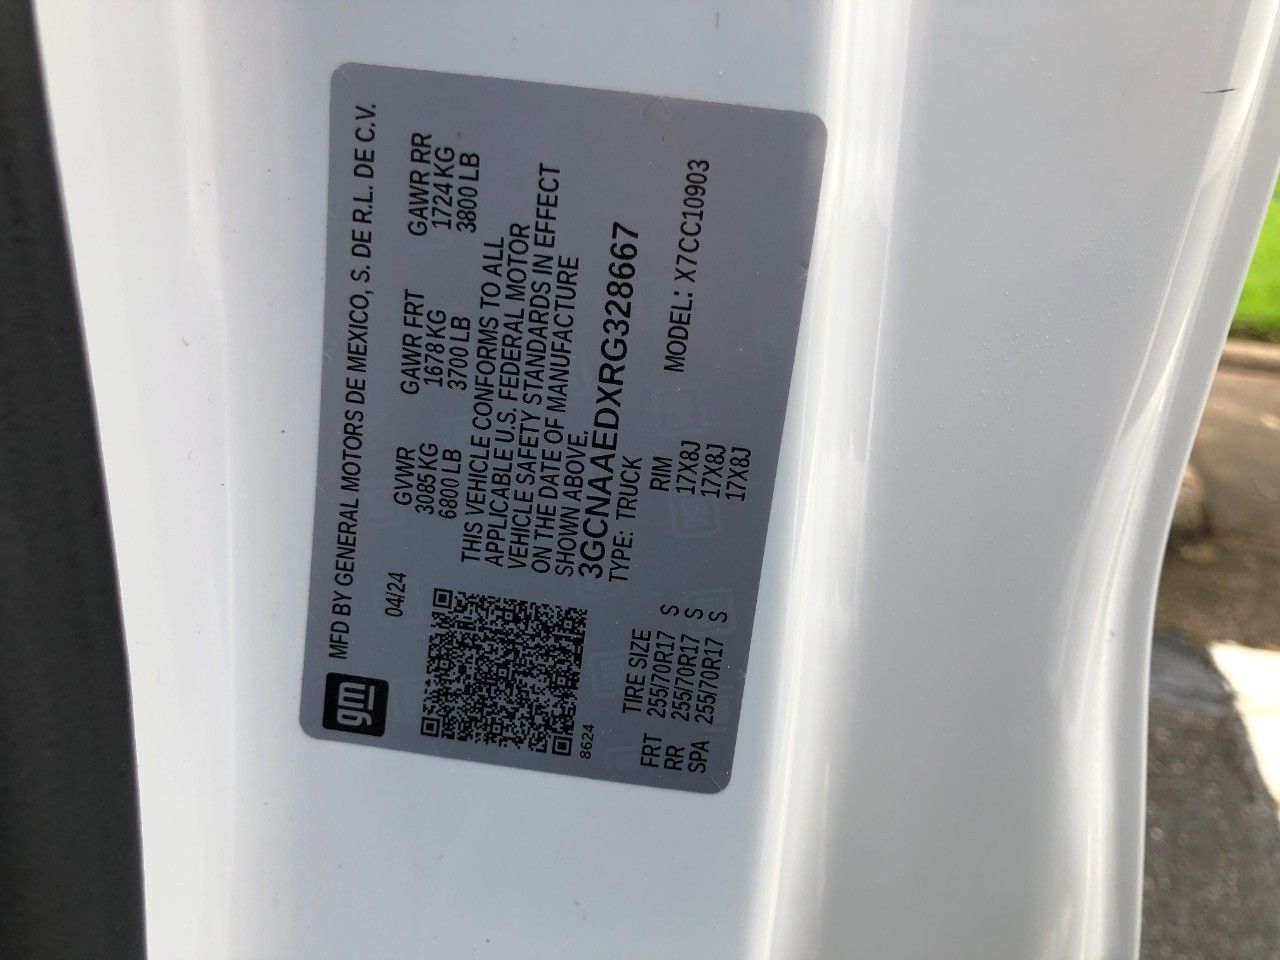 gm
MFD BY GENERAL MOTORS DE MEXICO, S. DE R.L. DE C.V.
04/24
GVWR GAWR FRT GAWR RR
3085 KG 1678 KG 1724 KG
6800 LB 3700 LB 3800 LB
THIS VEHICLE CONFORMS TO ALL
APPLICABLE U.S. FEDERAL MOTOR
VEHICLE SAFETY STANDARDS IN EFFECT
ON THE DATE OF MANUFACTURE
SHOWN ABOVE.
3GCNAAEDXRG328667
8624
TYPE: TRUCK
TIRE SIZE RIM MODEL: X7CC10903
FRT 255/70R17 S 17X8J
RR 255/70R17 S 17X8J
SPA 255/70R17 S 17X8J